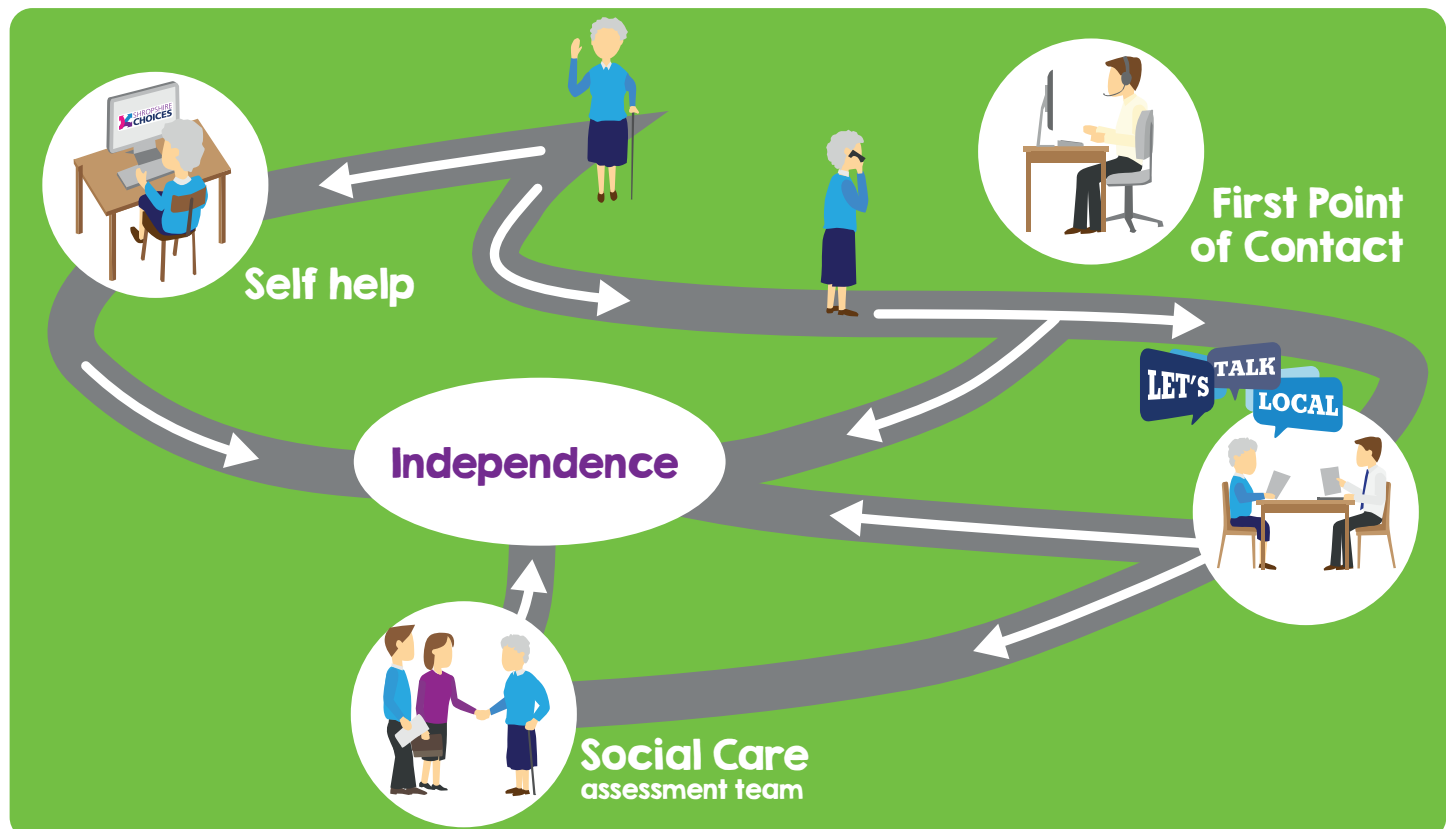 SHROPSHIRE
CHOICES
Self help
First Point
of Contact
LET'S
TALK
LOCAL
Independence
Social Care
assessment team